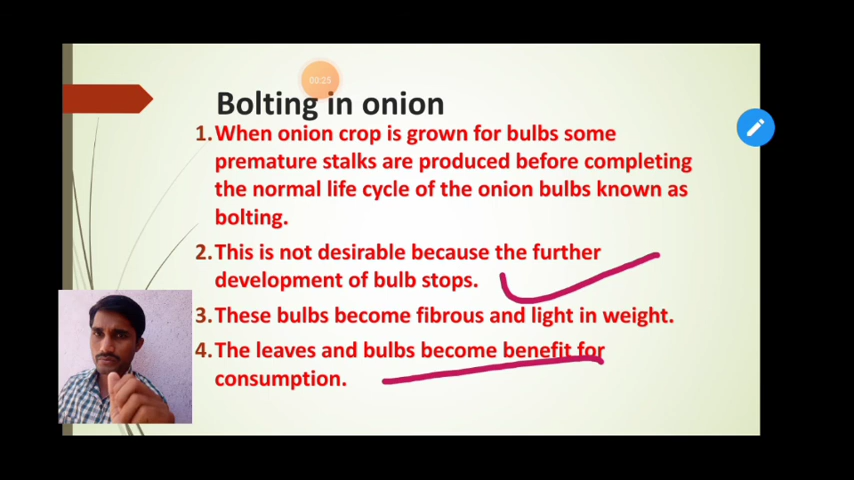 00:25
Bolting in onion
1. When onion crop is grown for bulbs some
premature stalks are produced before completing
the normal life cycle of the onion bulbs known as
bolting.
2. This is not desirable because the further
development of bulb stops.
3. These bulbs become fibrous and light in weight.
4. The leaves and bulbs become benefit for
consumption.